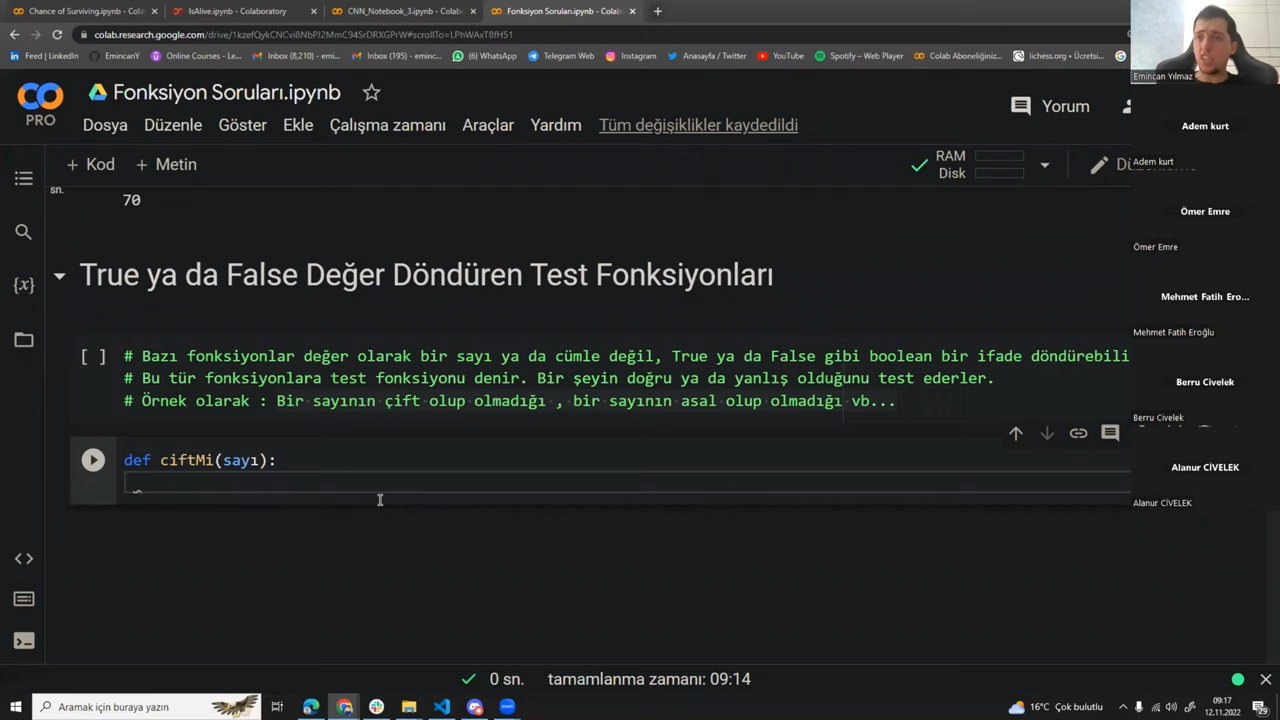 Chance of Surviving.ipynb - Colab
IsAlive.ipynb - Colaboratory
CNN_Notebook_3.ipynb - Colab
Fonksiyon Soruları.ipynb - Colab
colab.research.google.com/drive/1kzefQykCNCvi8NbPJ2MmC94SrDRXGPrW#scrollTo=LPhWAxT8fH51
Feed | LinkedIn
EmincanY
Online Courses - Le...
Inbox (8,210) - emi...
Inbox (195) - eminc...
(6) WhatsApp
Telegram Web
Instagram
Anasayfa / Twitter
YouTube
Spotify – Web Player
Colab Aboneliğiniz...
lichess.org • Ücretsi...
Emincan Yılmaz
PRO
Fonksiyon Soruları.ipynb
Dosya Düzenle Göster Ekle Çalışma zamanı Araçlar Yardım Tüm değişiklikler kaydedildi
Yorum
+ Kod + Metin
RAM
Disk
sn.
70
True ya da False Değer Döndüren Test Fonksiyonları
[ ] # Bazı fonksiyonlar değer olarak bir sayı ya da cümle değil, True ya da False gibi boolean bir ifade döndürebili
# Bu tür fonksiyonlara test fonksiyonu denir. Bir şeyin doğru ya da yanlış olduğunu test ederler.
# Örnek olarak : Bir sayının çift olup olmadığı , bir sayının asal olup olmadığı vb...
def ciftMi(sayı):
Adem kurt
Adem kurt
Ömer Emre
Ömer Emre
Mehmet Fatih Ero...
Mehmet Fatih Eroğlu
Berru Civelek
Berru Civelek
Alanur CİVELEK
Alanur CİVELEK
0 sn. tamamlanma zamanı: 09:14
Aramak için buraya yazın
16°C Çok bulutlu
09:17
12.11.2022
29